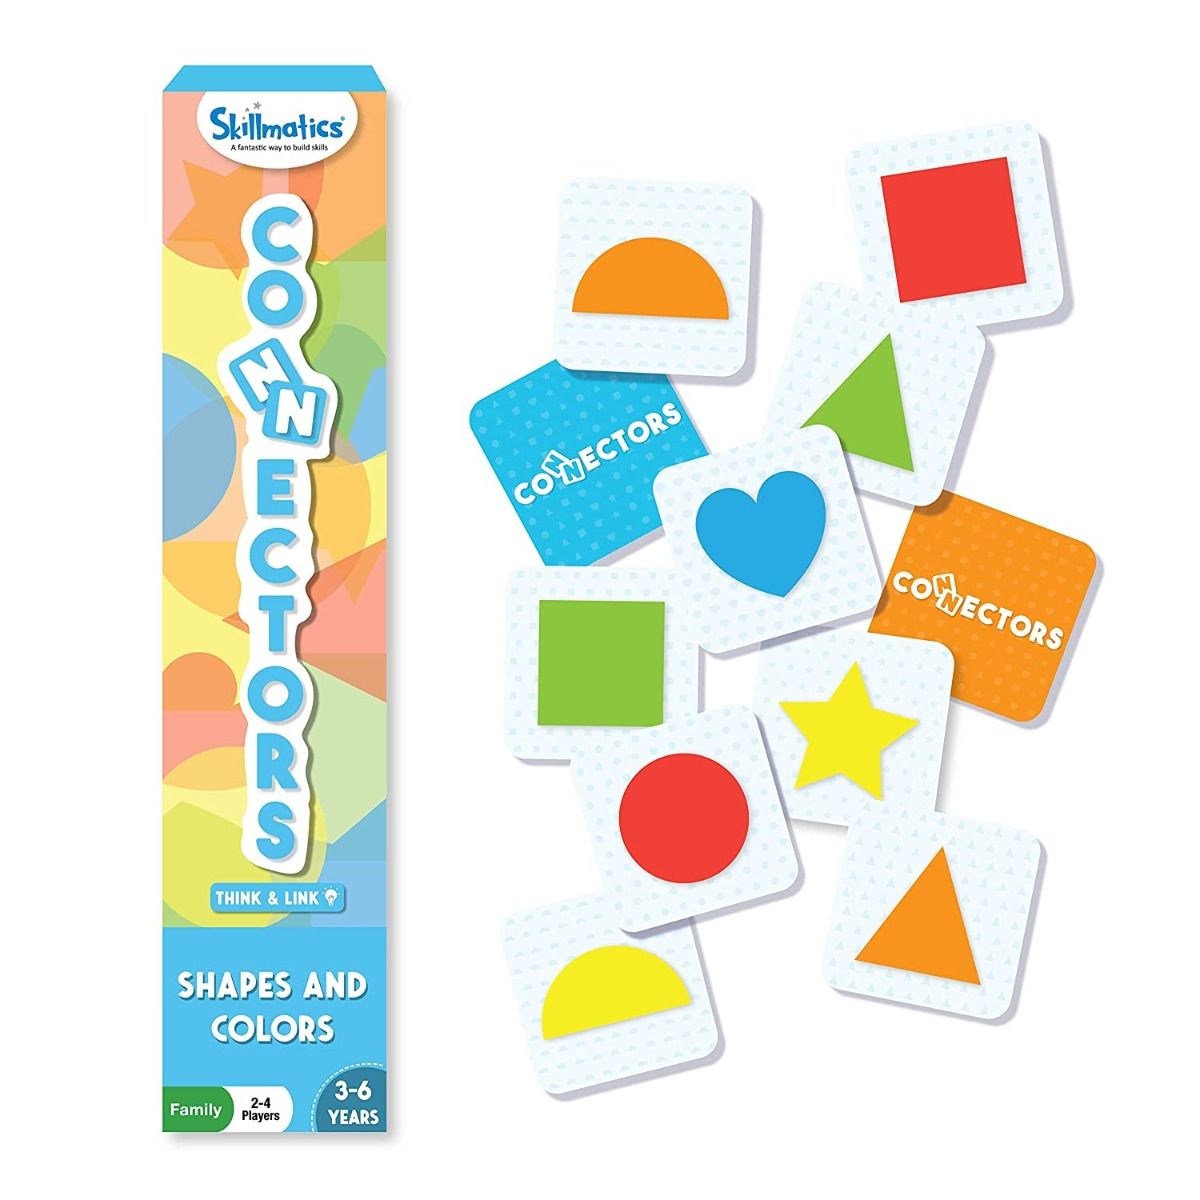 Skillmatics®
A fantastic way to build skills
CONNECTORS
THINK & LINK
SHAPES AND
COLORS
Family
2-4
Players
3-6
YEARS
CONNECTORS
CONNECTORS